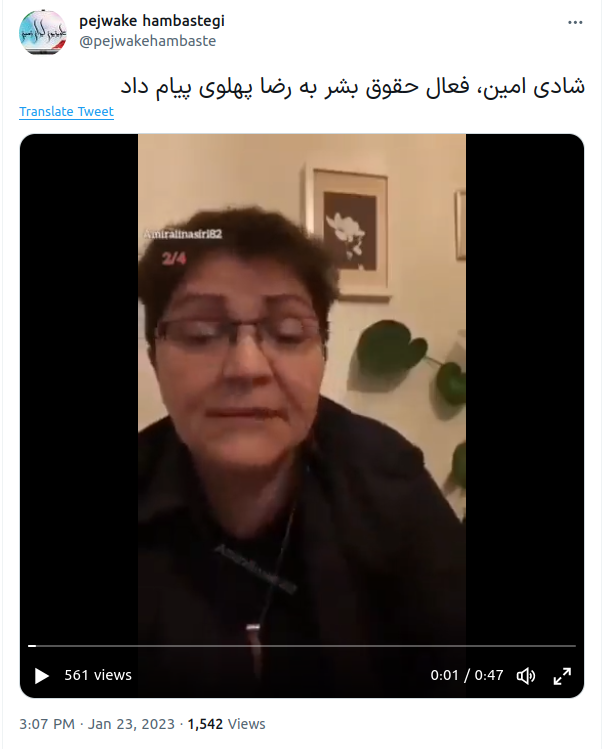 pejwake hambastegi
@pejwakehambaste
شادی امین، فعال حقوق بشر به رضا پهلوی پیام داد
Translate Tweet
Amiralinasiri82
2/4
561 views
0:01 / 0:47
3:07 PM · Jan 23, 2023 · 1,542 Views